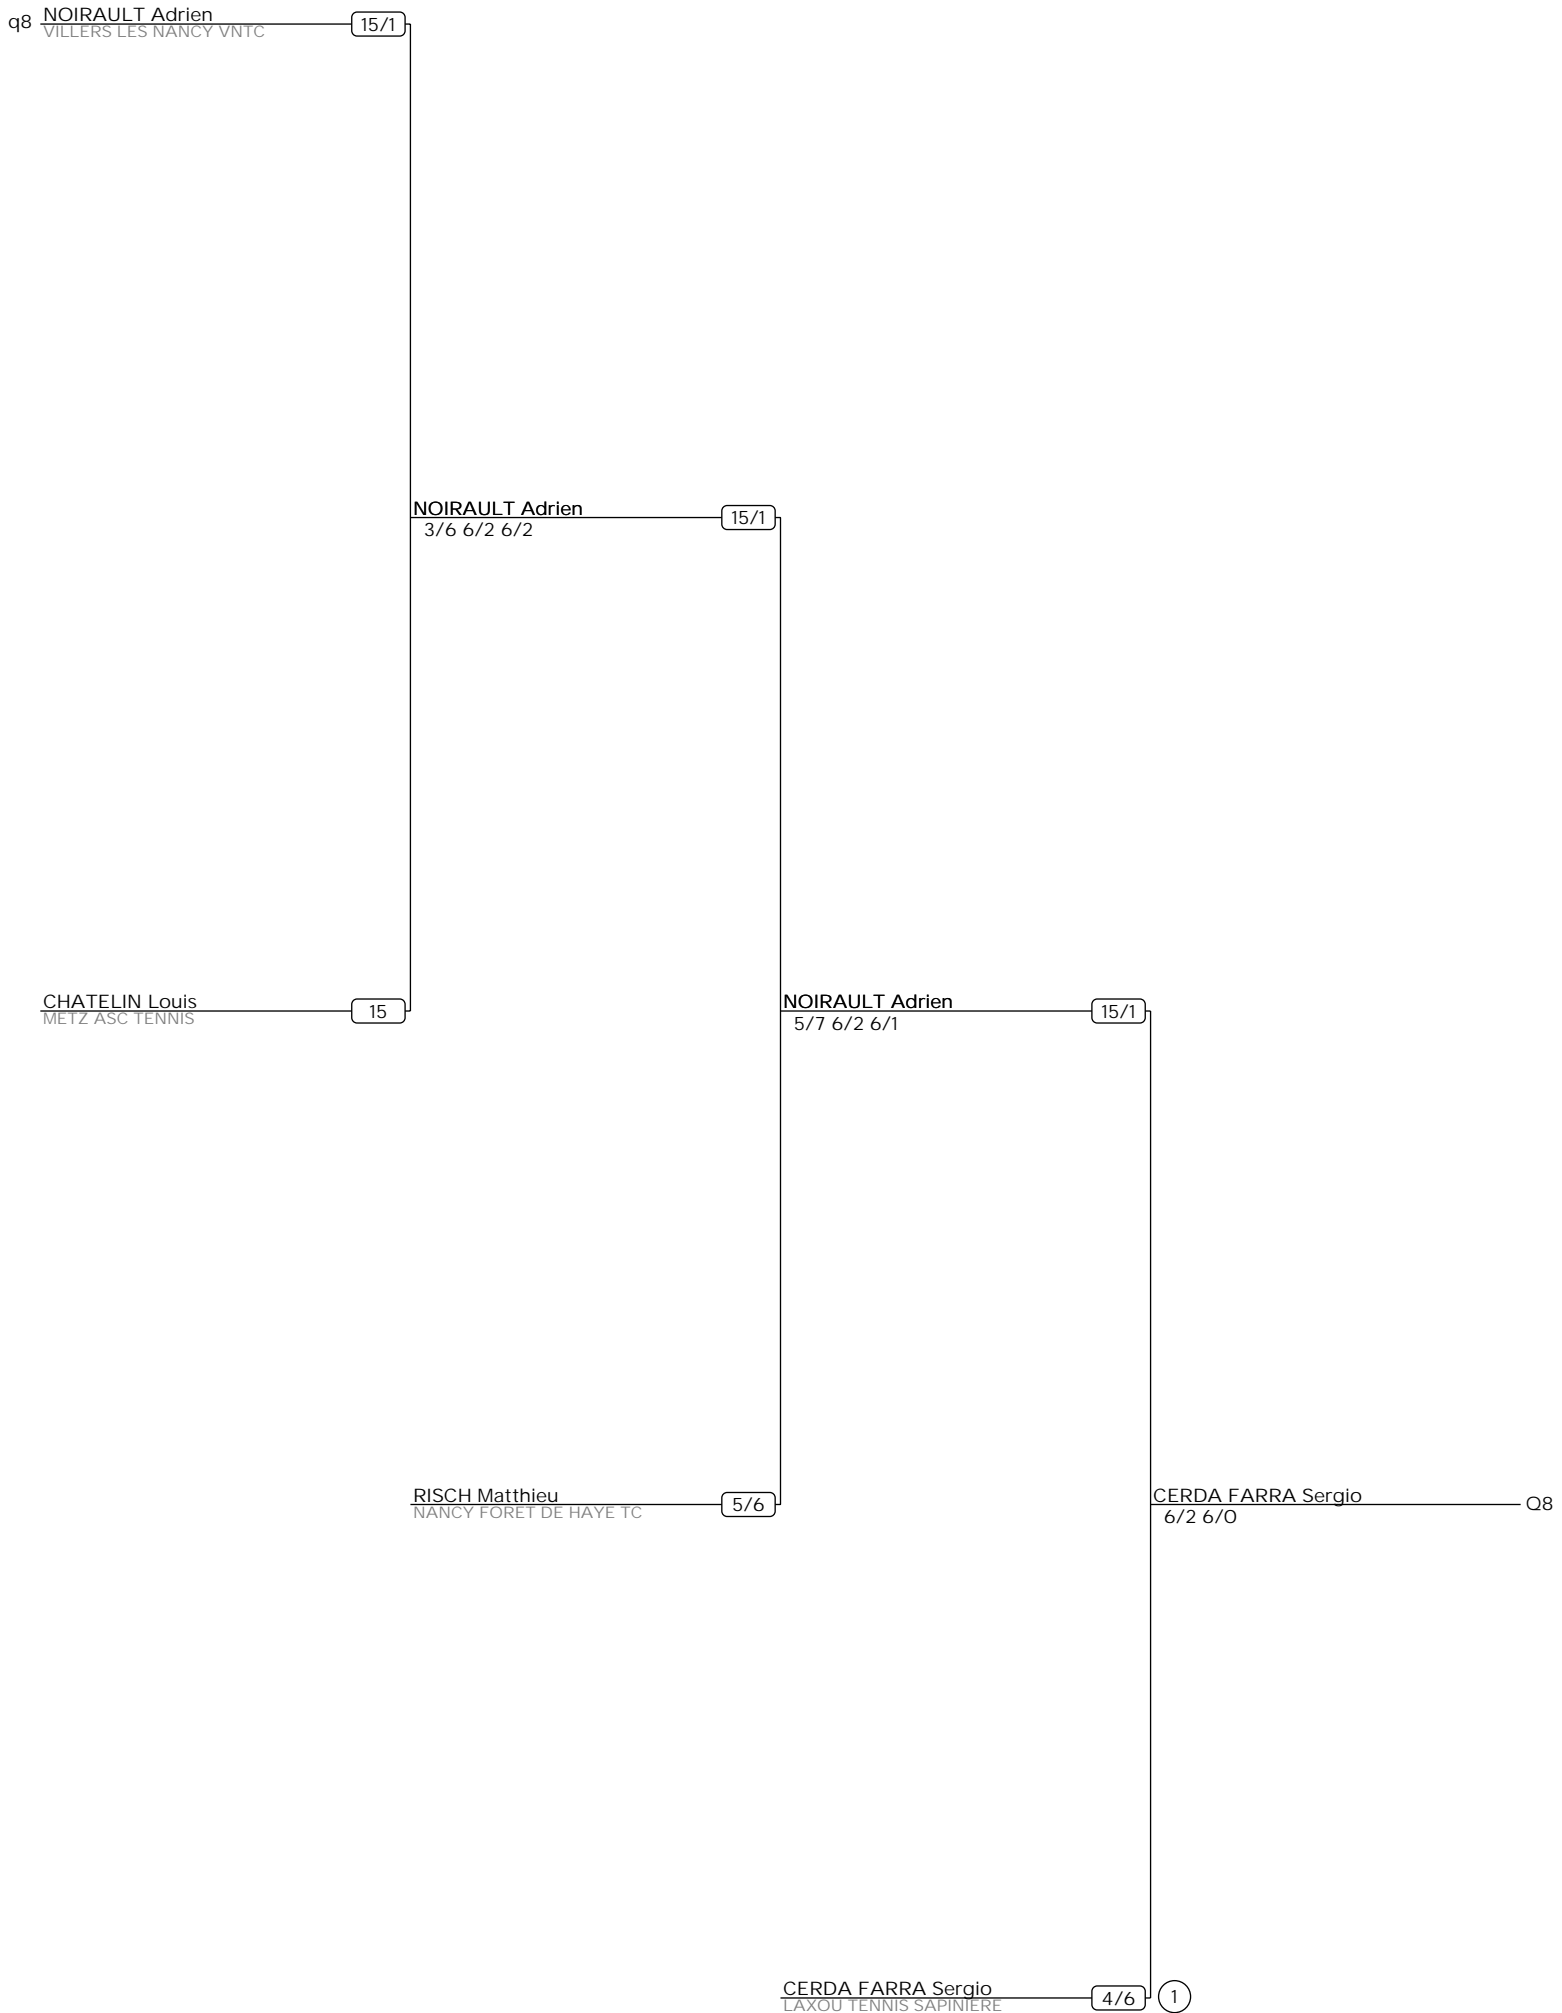 q8 NOIRAULT Adrien 15/1
VILLERS LES NANCY VNTC
NOIRAULT Adrien 15/1
3/6 6/2 6/2
CHATELIN Louis 15
METZ ASC TENNIS
NOIRAULT Adrien 15/1
5/7 6/2 6/1
RISCH Matthieu 5/6
NANCY FORET DE HAYE TC
CERDA FARRA Sergio Q8
6/2 6/0
CERDA FARRA Sergio 4/6 1
LAXOU TENNIS SAPINIERE